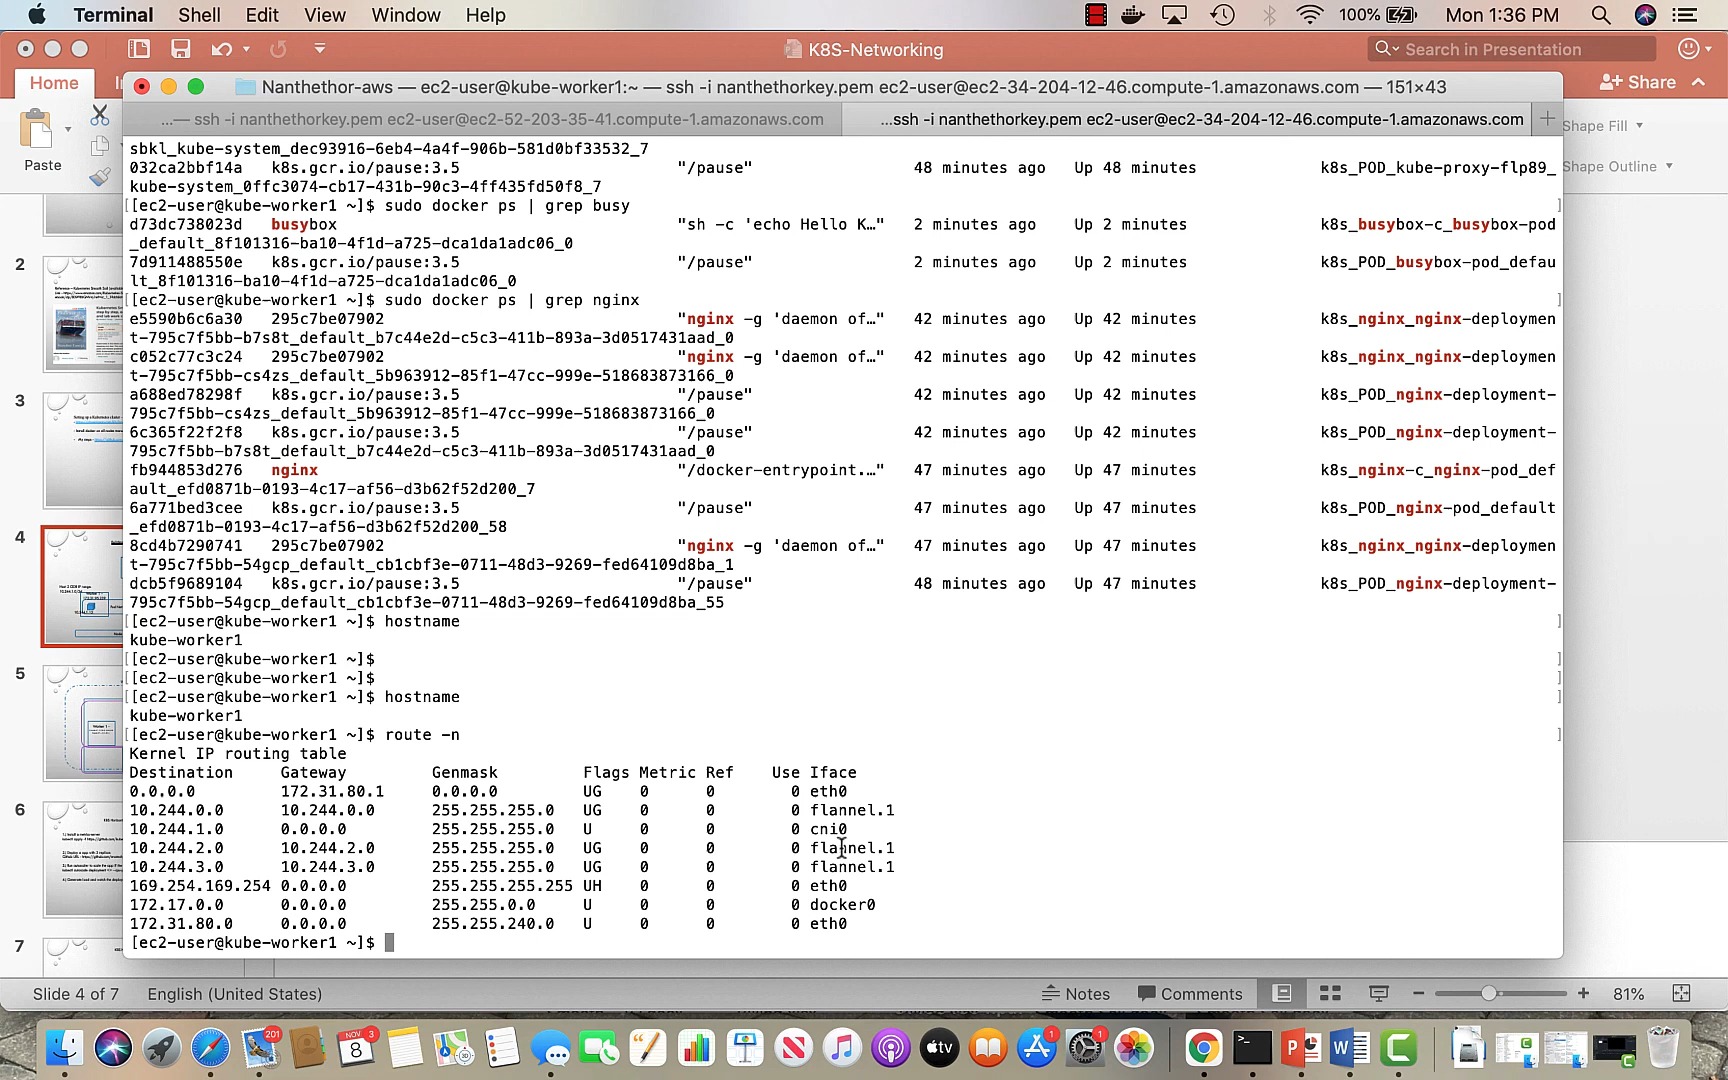 Terminal Shell Edit View Window Help 100% Mon 1:36 PM
K8S-Networking
Search in Presentation
Home
Share
Nanthethor-aws — ec2-user@kube-worker1:~ — ssh -i nanthethorkey.pem ec2-user@ec2-34-204-12-46.compute-1.amazonaws.com — 151×43
...— ssh -i nanthethorkey.pem ec2-user@ec2-52-203-35-41.compute-1.amazonaws.com
...ssh -i nanthethorkey.pem ec2-user@ec2-34-204-12-46.compute-1.amazonaws.com
Paste
Shape Fill
Shape Outline
sbkl_kube-system_dec93916-6eb4-4a4f-906b-581d0bf33532_7
032ca2bbf14a k8s.gcr.io/pause:3.5 "/pause" 48 minutes ago Up 48 minutes k8s_POD_kube-proxy-flp89_
kube-system_0ffc3074-cb17-431b-90c3-4ff435fd50f8_7
[[ec2-user@kube-worker1 ~]$ sudo docker ps | grep busy ]
d73dc738023d busybox "sh -c 'echo Hello K…" 2 minutes ago Up 2 minutes k8s_busybox-c_busybox-pod
_default_8f101316-ba10-4f1d-a725-dca1da1adc06_0
7d911488550e k8s.gcr.io/pause:3.5 "/pause" 2 minutes ago Up 2 minutes k8s_POD_busybox-pod_defau
lt_8f101316-ba10-4f1d-a725-dca1da1adc06_0
[[ec2-user@kube-worker1 ~]$ sudo docker ps | grep nginx ]
e5590b6c6a30 295c7be07902 "nginx -g 'daemon of…" 42 minutes ago Up 42 minutes k8s_nginx_nginx-deploymen
t-795c7f5bb-b7s8t_default_b7c44e2d-c5c3-411b-893a-3d0517431aad_0
c052c77c3c24 295c7be07902 "nginx -g 'daemon of…" 42 minutes ago Up 42 minutes k8s_nginx_nginx-deploymen
t-795c7f5bb-cs4zs_default_5b963912-85f1-47cc-999e-518683873166_0
a688ed78298f k8s.gcr.io/pause:3.5 "/pause" 42 minutes ago Up 42 minutes k8s_POD_nginx-deployment-
795c7f5bb-cs4zs_default_5b963912-85f1-47cc-999e-518683873166_0
6c365f22f2f8 k8s.gcr.io/pause:3.5 "/pause" 42 minutes ago Up 42 minutes k8s_POD_nginx-deployment-
795c7f5bb-b7s8t_default_b7c44e2d-c5c3-411b-893a-3d0517431aad_0
fb944853d276 nginx "/docker-entrypoint.…" 47 minutes ago Up 47 minutes k8s_nginx-c_nginx-pod_def
ault_efd0871b-0193-4c17-af56-d3b62f52d200_7
6a771bed3cee k8s.gcr.io/pause:3.5 "/pause" 47 minutes ago Up 47 minutes k8s_POD_nginx-pod_default
_efd0871b-0193-4c17-af56-d3b62f52d200_58
8cd4b7290741 295c7be07902 "nginx -g 'daemon of…" 47 minutes ago Up 47 minutes k8s_nginx_nginx-deploymen
t-795c7f5bb-54gcp_default_cb1cbf3e-0711-48d3-9269-fed64109d8ba_1
dcb5f9689104 k8s.gcr.io/pause:3.5 "/pause" 48 minutes ago Up 47 minutes k8s_POD_nginx-deployment-
795c7f5bb-54gcp_default_cb1cbf3e-0711-48d3-9269-fed64109d8ba_55
[[ec2-user@kube-worker1 ~]$ hostname ]
kube-worker1
[[ec2-user@kube-worker1 ~]$ ]
[[ec2-user@kube-worker1 ~]$ ]
[[ec2-user@kube-worker1 ~]$ hostname ]
kube-worker1
[[ec2-user@kube-worker1 ~]$ route -n ]
Kernel IP routing table
Destination Gateway Genmask Flags Metric Ref Use Iface
0.0.0.0 172.31.80.1 0.0.0.0 UG 0 0 0 eth0
10.244.0.0 10.244.0.0 255.255.255.0 UG 0 0 0 flannel.1
10.244.1.0 0.0.0.0 255.255.255.0 U 0 0 0 cni0
10.244.2.0 10.244.2.0 255.255.255.0 UG 0 0 0 flannel.1
10.244.3.0 10.244.3.0 255.255.255.0 UG 0 0 0 flannel.1
169.254.169.254 0.0.0.0 255.255.255.255 UH 0 0 0 eth0
172.17.0.0 0.0.0.0 255.255.0.0 U 0 0 0 docker0
172.31.80.0 0.0.0.0 255.255.240.0 U 0 0 0 eth0
[ec2-user@kube-worker1 ~]$
2
3
4
5
6
7
Slide 4 of 7 English (United States) Notes Comments 81%
201
NOV 3
8
tv
1
1